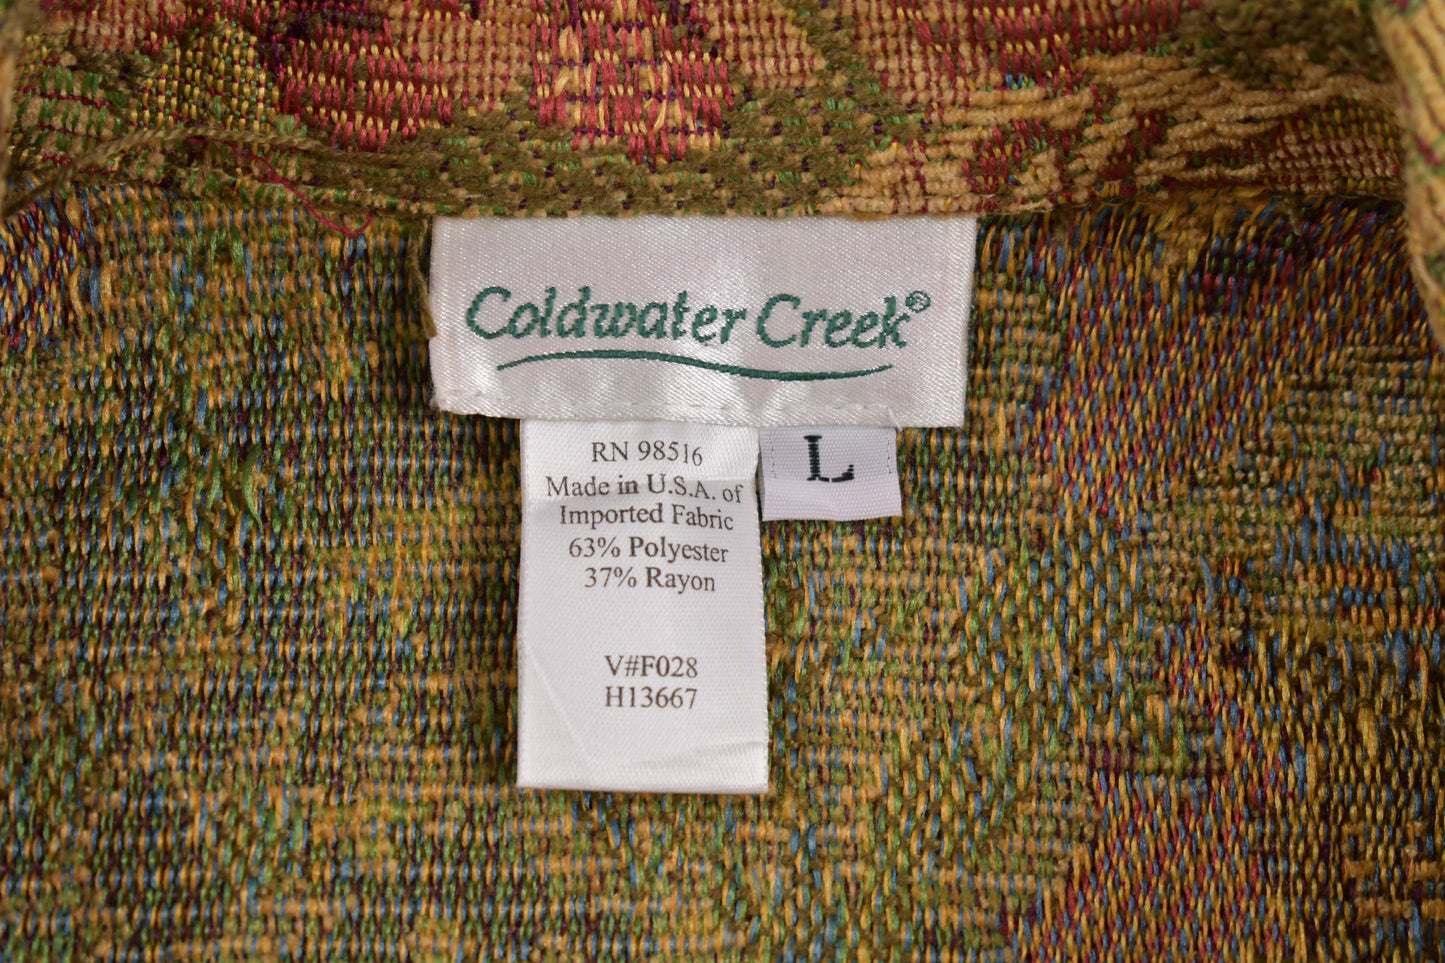 Coldwater Creek®
L
RN 98516
Made in U.S.A. of
Imported Fabric
63% Polyester
37% Rayon
V#F028
H13667